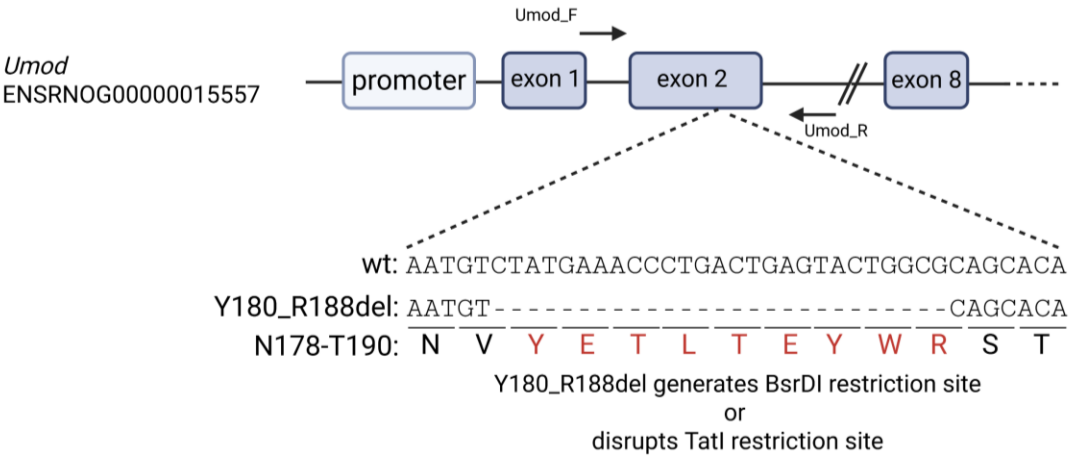 Umod_F
Umod
ENSRNOG00000015557
promoter
exon 1
exon 2
exon 8
Umod_R
wt: AATGTCTATGAAACCCTGACTGAGTACTGGCGCAGCACA
Y180_R188del: AATGT---------------------------CAGCACA
N178-T190: N V Y E T L T E Y W R S T
Y180_R188del generates BsrDI restriction site
or
disrupts TatI restriction site